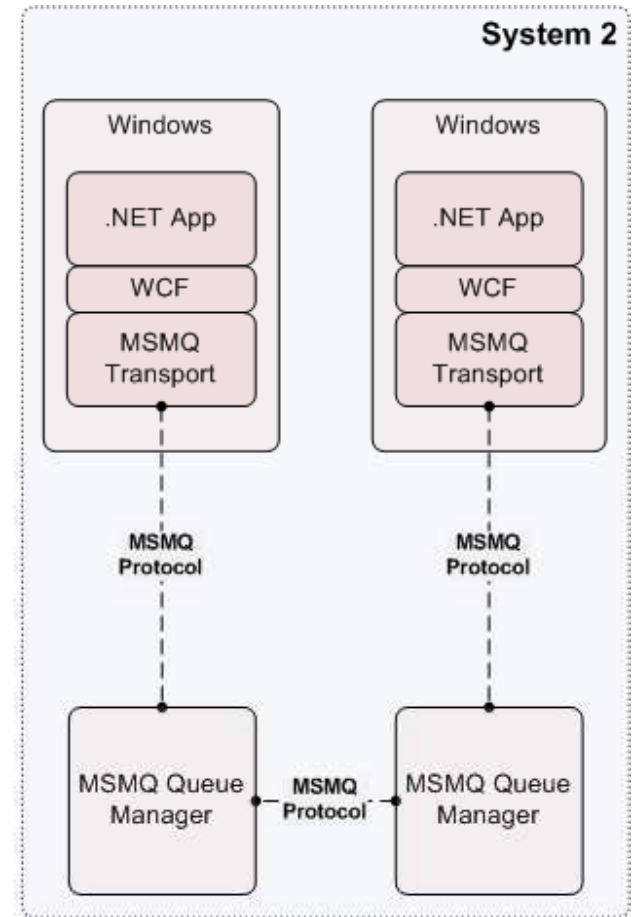 System 2
Windows
.NET App
WCF
MSMQ
Transport
Windows
.NET App
WCF
MSMQ
Transport
MSMQ
Protocol
MSMQ
Protocol
MSMQ Queue
Manager
MSMQ
Protocol
MSMQ Queue
Manager